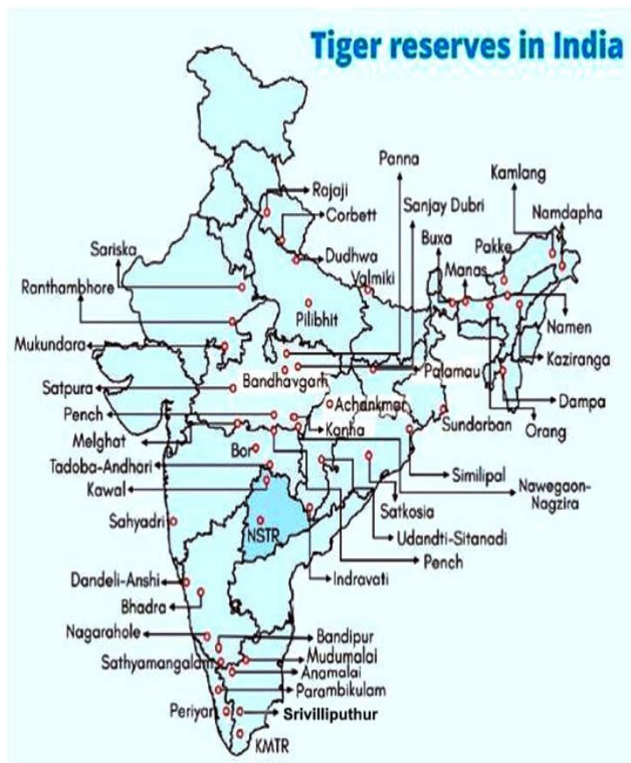 Tiger reserves in India
Panna
Kamlang
Rajaji
Sanjay Dubri
Corbett
Namdapha
Buxa
Pakke
Sariska
Dudhwa
Manas
Valmiki
Ranthambhore
Pilibhit
Namen
Mukundara
Kaziranga
Palamau
Bandhavgarh
Satpura
Achankmar
Dampa
Pench
Sundarban
Kanha
Orang
Melghat
Bor
Tadoba-Andhari
Similipal
Kawal
Nawegaon-
Nagzira
Satkosia
Sahyadri
NSTR
Udandti-Sitanadi
Pench
Indravati
Dandeli-Anshi
Bhadra
Nagarahole
Bandipur
Sathyamangalam
Mudumalai
Anamalai
Parambikulam
Periyar
Srivilliputhur
KMTR